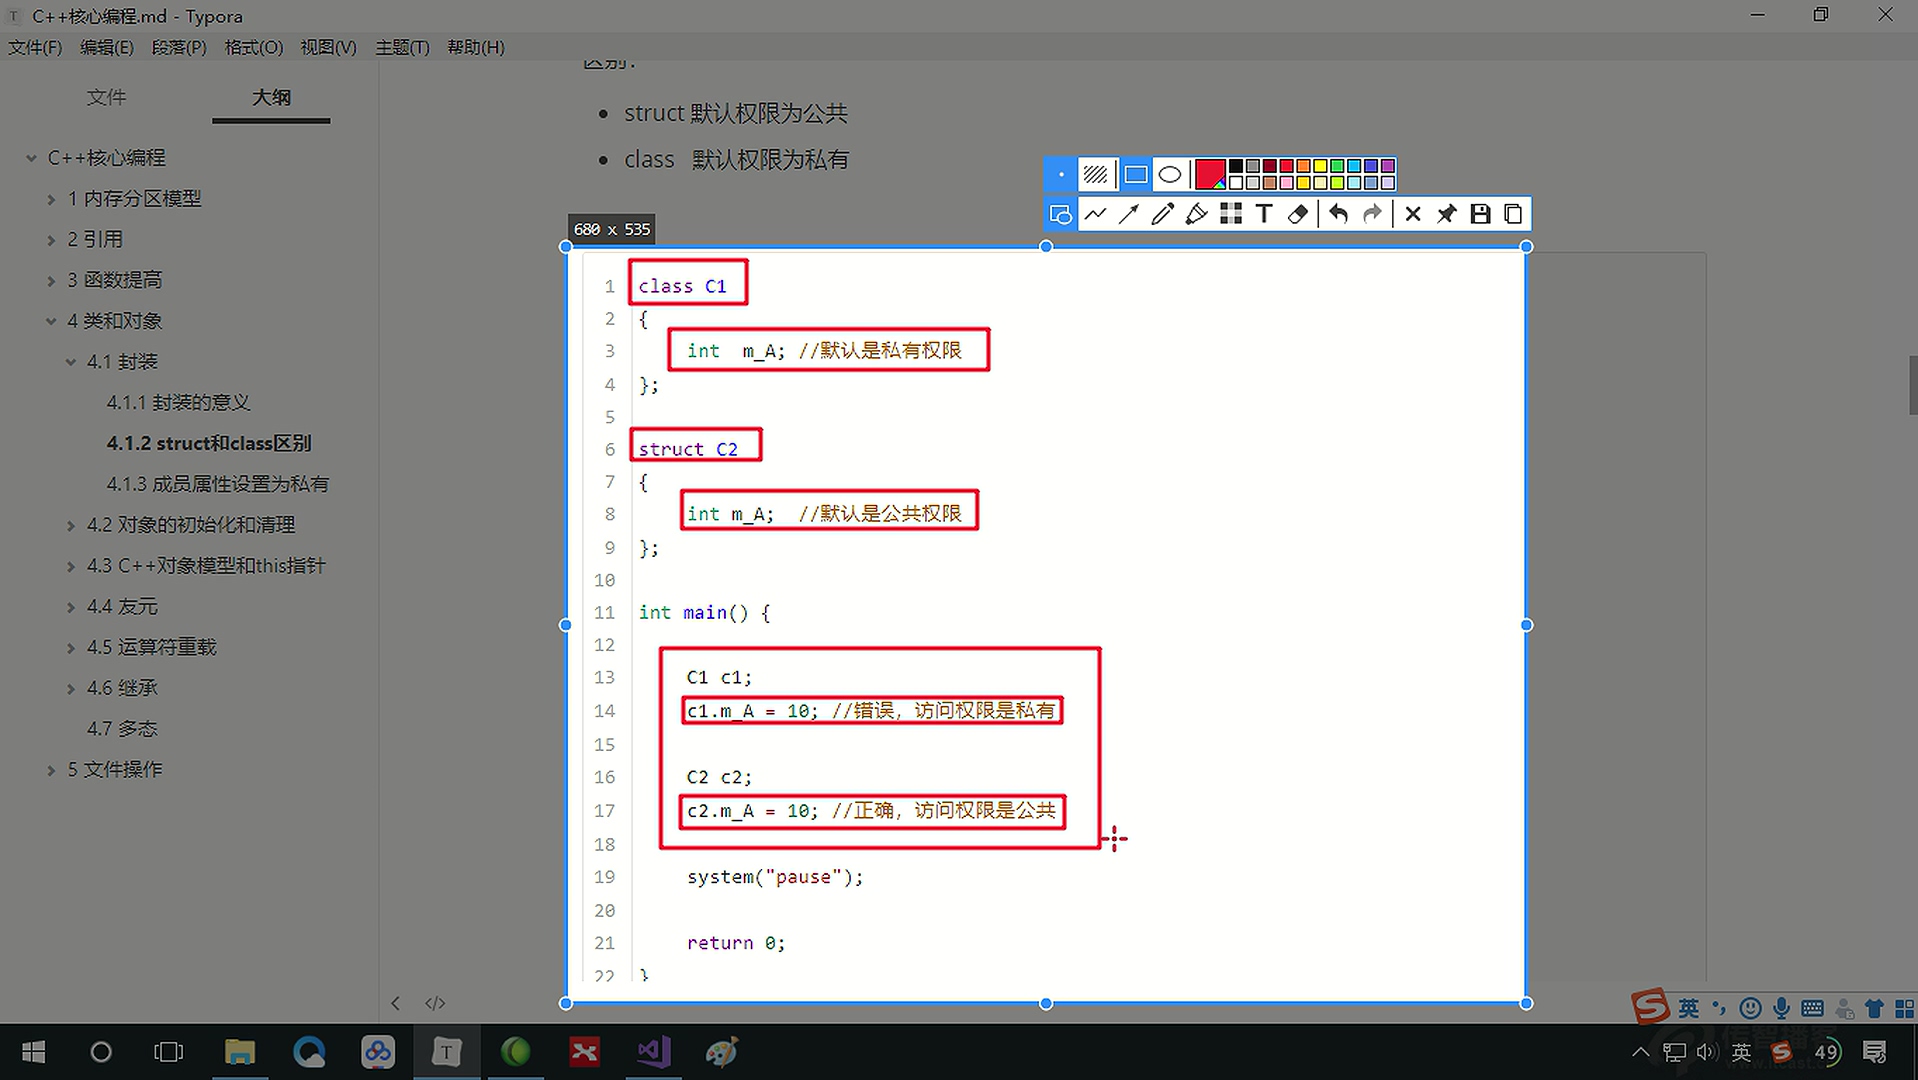 C++核心编程.md - Typora
文件(F) 编辑(E) 段落(P) 格式(O) 视图(V) 主题(T) 帮助(H)
文件 大纲
C++核心编程
1 内存分区模型
2 引用
3 函数提高
4 类和对象
4.1 封装
4.1.1 封装的意义
4.1.2 struct和class区别
4.1.3 成员属性设置为私有
4.2 对象的初始化和清理
4.3 C++对象模型和this指针
4.4 友元
4.5 运算符重载
4.6 继承
4.7 多态
5 文件操作
区别：
struct 默认权限为公共
class 默认权限为私有
680 x 535
1 class C1
2 {
3 int m_A; //默认是私有权限
4 };
5
6 struct C2
7 {
8 int m_A; //默认是公共权限
9 };
10
11 int main() {
12
13 C1 c1;
14 c1.m_A = 10; //错误，访问权限是私有
15
16 C2 c2;
17 c2.m_A = 10; //正确，访问权限是公共
18
19 system("pause");
20
21 return 0;
22 }
英
英 49